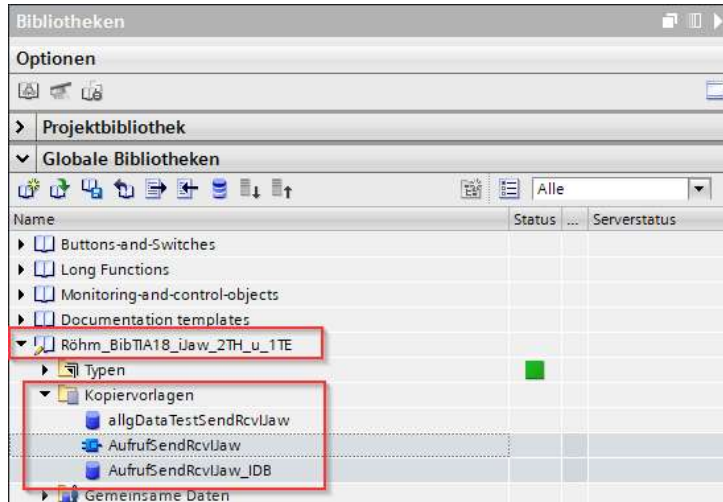 Bibliotheken
Optionen
Projektbibliothek
Globale Bibliotheken
Alle
Name Status ... Serverstatus
Buttons-and-Switches
Long Functions
Monitoring-and-control-objects
Documentation templates
Röhm_BibTIA18_iJaw_2TH_u_1TE
Typen
Kopiervorlagen
allgDataTestSendRcvIJaw
AufrufSendRcvIJaw
AufrufSendRcvIJaw_IDB
Gemeinsame Daten